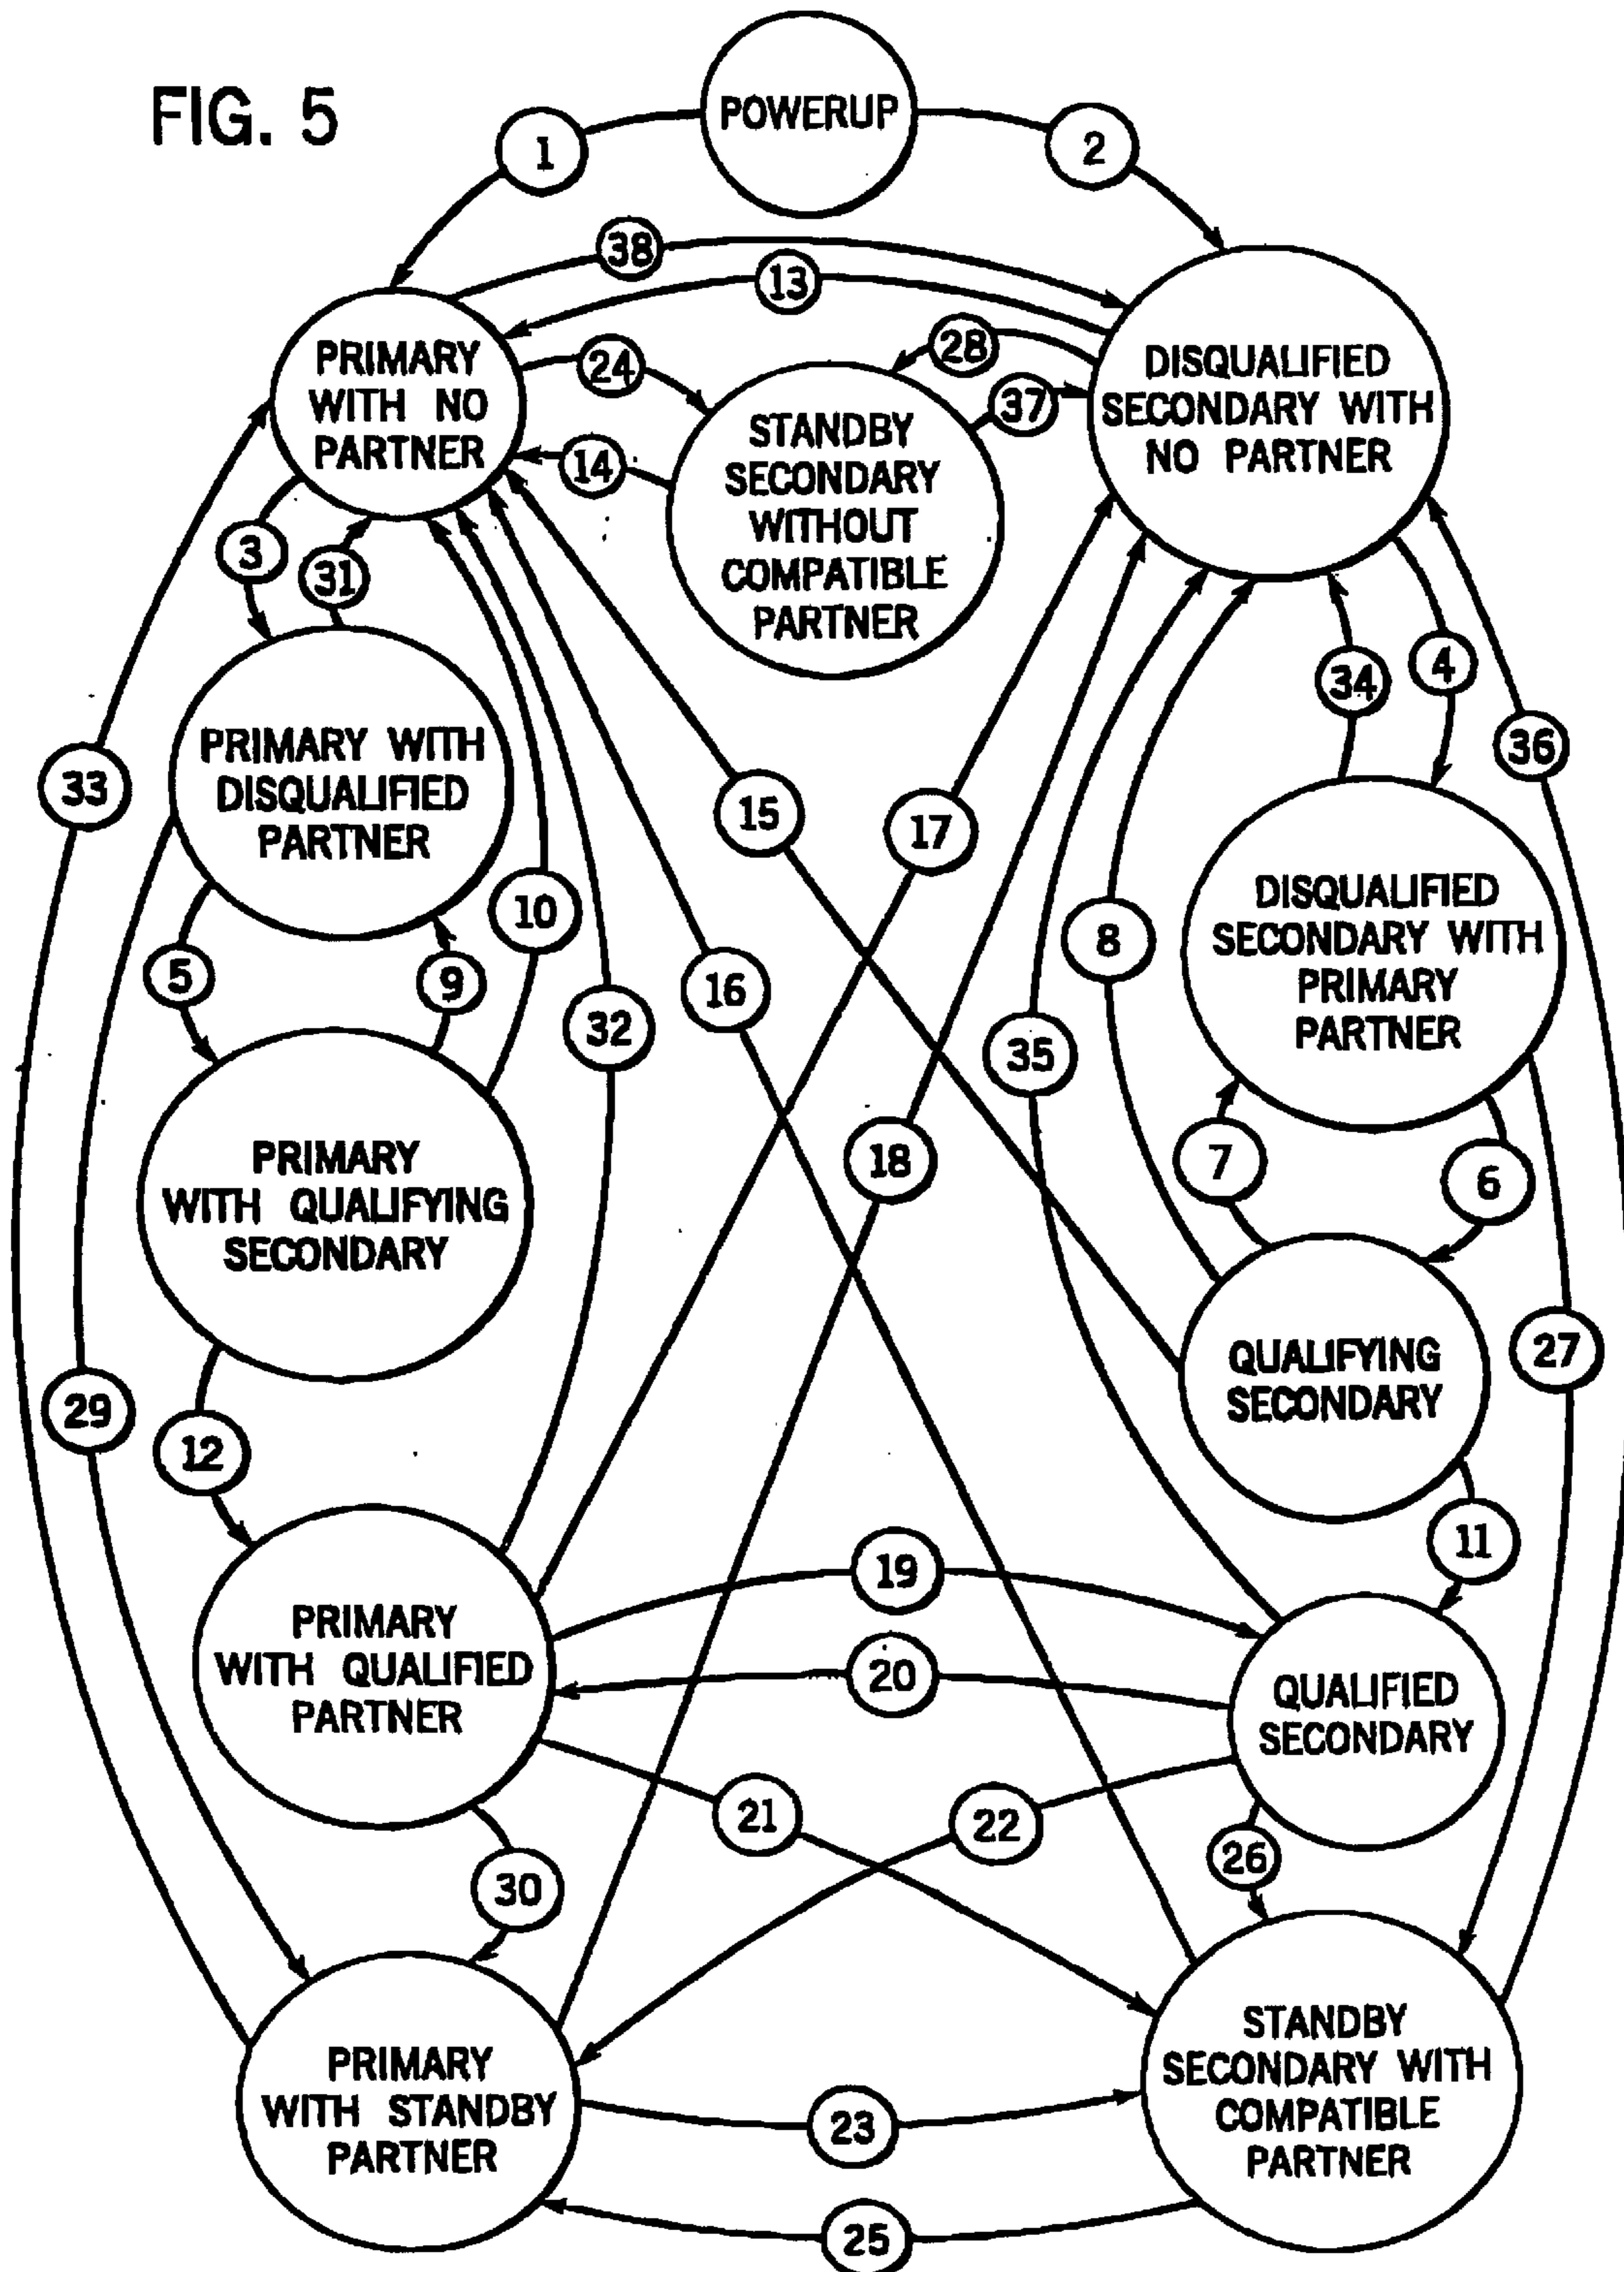 FIG. 5
POWERUP
1
2
38
13
PRIMARY
WITH NO
PARTNER
24
28
37
14
STANDBY
SECONDARY
WITHOUT
COMPATIBLE
PARTNER
DISQUALIFIED
SECONDARY WITH
NO PARTNER
3
31
34
4
36
33
PRIMARY WITH
DISQUALIFIED
PARTNER
15
17
10
8
DISQUALIFIED
SECONDARY WITH
PRIMARY
PARTNER
5
9
32
16
35
18
7
6
PRIMARY
WITH QUALIFYING
SECONDARY
QUALIFYING
SECONDARY
27
29
12
11
19
PRIMARY
WITH QUALIFIED
PARTNER
20
QUALIFIED
SECONDARY
21
22
26
30
PRIMARY
WITH STANDBY
PARTNER
23
STANDBY
SECONDARY WITH
COMPATIBLE
PARTNER
25